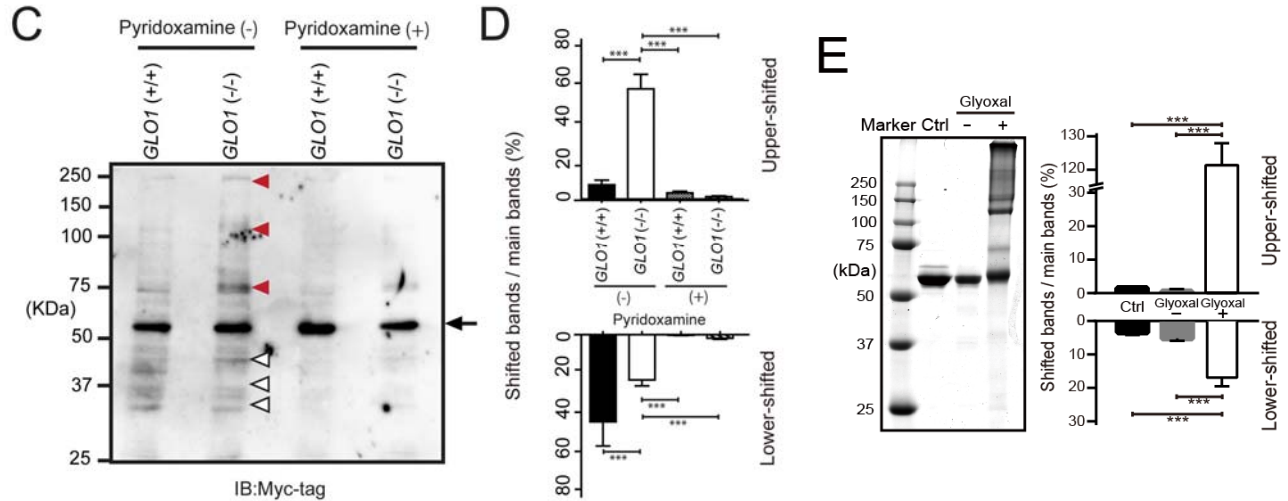 C
Pyridoxamine (-)
Pyridoxamine (+)
GLO1 (+/+)
GLO1 (-/-)
GLO1 (+/+)
GLO1 (-/-)
250
150
100
75
(KDa)
50
37
25
IB:Myc-tag
D
Shifted bands / main bands (%)
80
60
40
20
0
***
***
***
Upper-shifted
GLO1 (+/+)
GLO1 (-/-)
GLO1 (+/+)
GLO1 (-/-)
(-)
(+)
Pyridoxamine
0
20
40
60
80
***
***
***
Lower-shifted
E
Glyoxal
Marker Ctrl − +
250
150
100
75
(kDa)
50
37
25
Shifted bands / main bands (%)
130
120
30
20
10
0
***
***
Upper-shifted
Ctrl
Glyoxal
−
Glyoxal
+
0
10
20
30
***
***
Lower-shifted